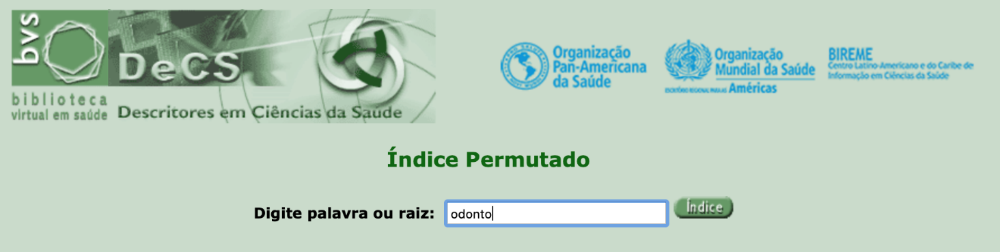 bvs
DeCS
biblioteca
virtual em saúde
Descritores em Ciências da Saúde
Organização
Pan-Americana
da Saúde
Organização
Mundial da Saúde
ESCRITÓRIO REGIONAL PARA AS Américas
BIREME
Centro Latino-Americano e do Caribe de
Informação em Ciências da Saúde
Índice Permutado
Digite palavra ou raiz: odonto Índice